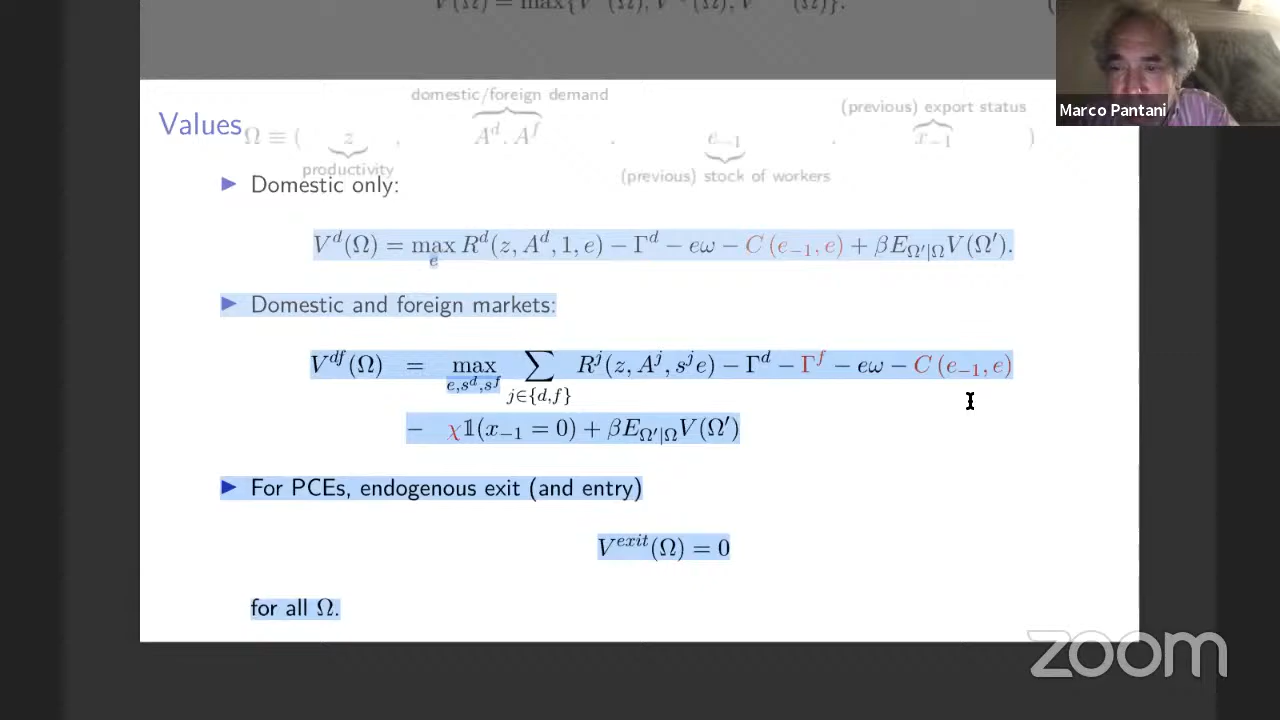 V(Ω) = max{V (Ω), V (Ω), V (Ω)}.
Marco Pantani
domestic/foreign demand
(previous) export status
Values
Ω ≡ ( z , A^d, A^f , e_{−1} , x_{−1} )
productivity
(previous) stock of workers
▶ Domestic only:
V^d(Ω) = max_e R^d(z, A^d, 1, e) − Γ^d − eω − C (e_{−1}, e) + βE_{Ω′|Ω}V(Ω′).
▶ Domestic and foreign markets:
V^{df}(Ω) = max_{e,s^d,s^f} ∑_{j∈{d,f}} R^j(z, A^j, s^j e) − Γ^d − Γ^f − eω − C (e_{−1}, e)
− χ𝟙(x_{−1} = 0) + βE_{Ω′|Ω}V(Ω′)
▶ For PCEs, endogenous exit (and entry)
V^{exit}(Ω) = 0
for all Ω.
zoom